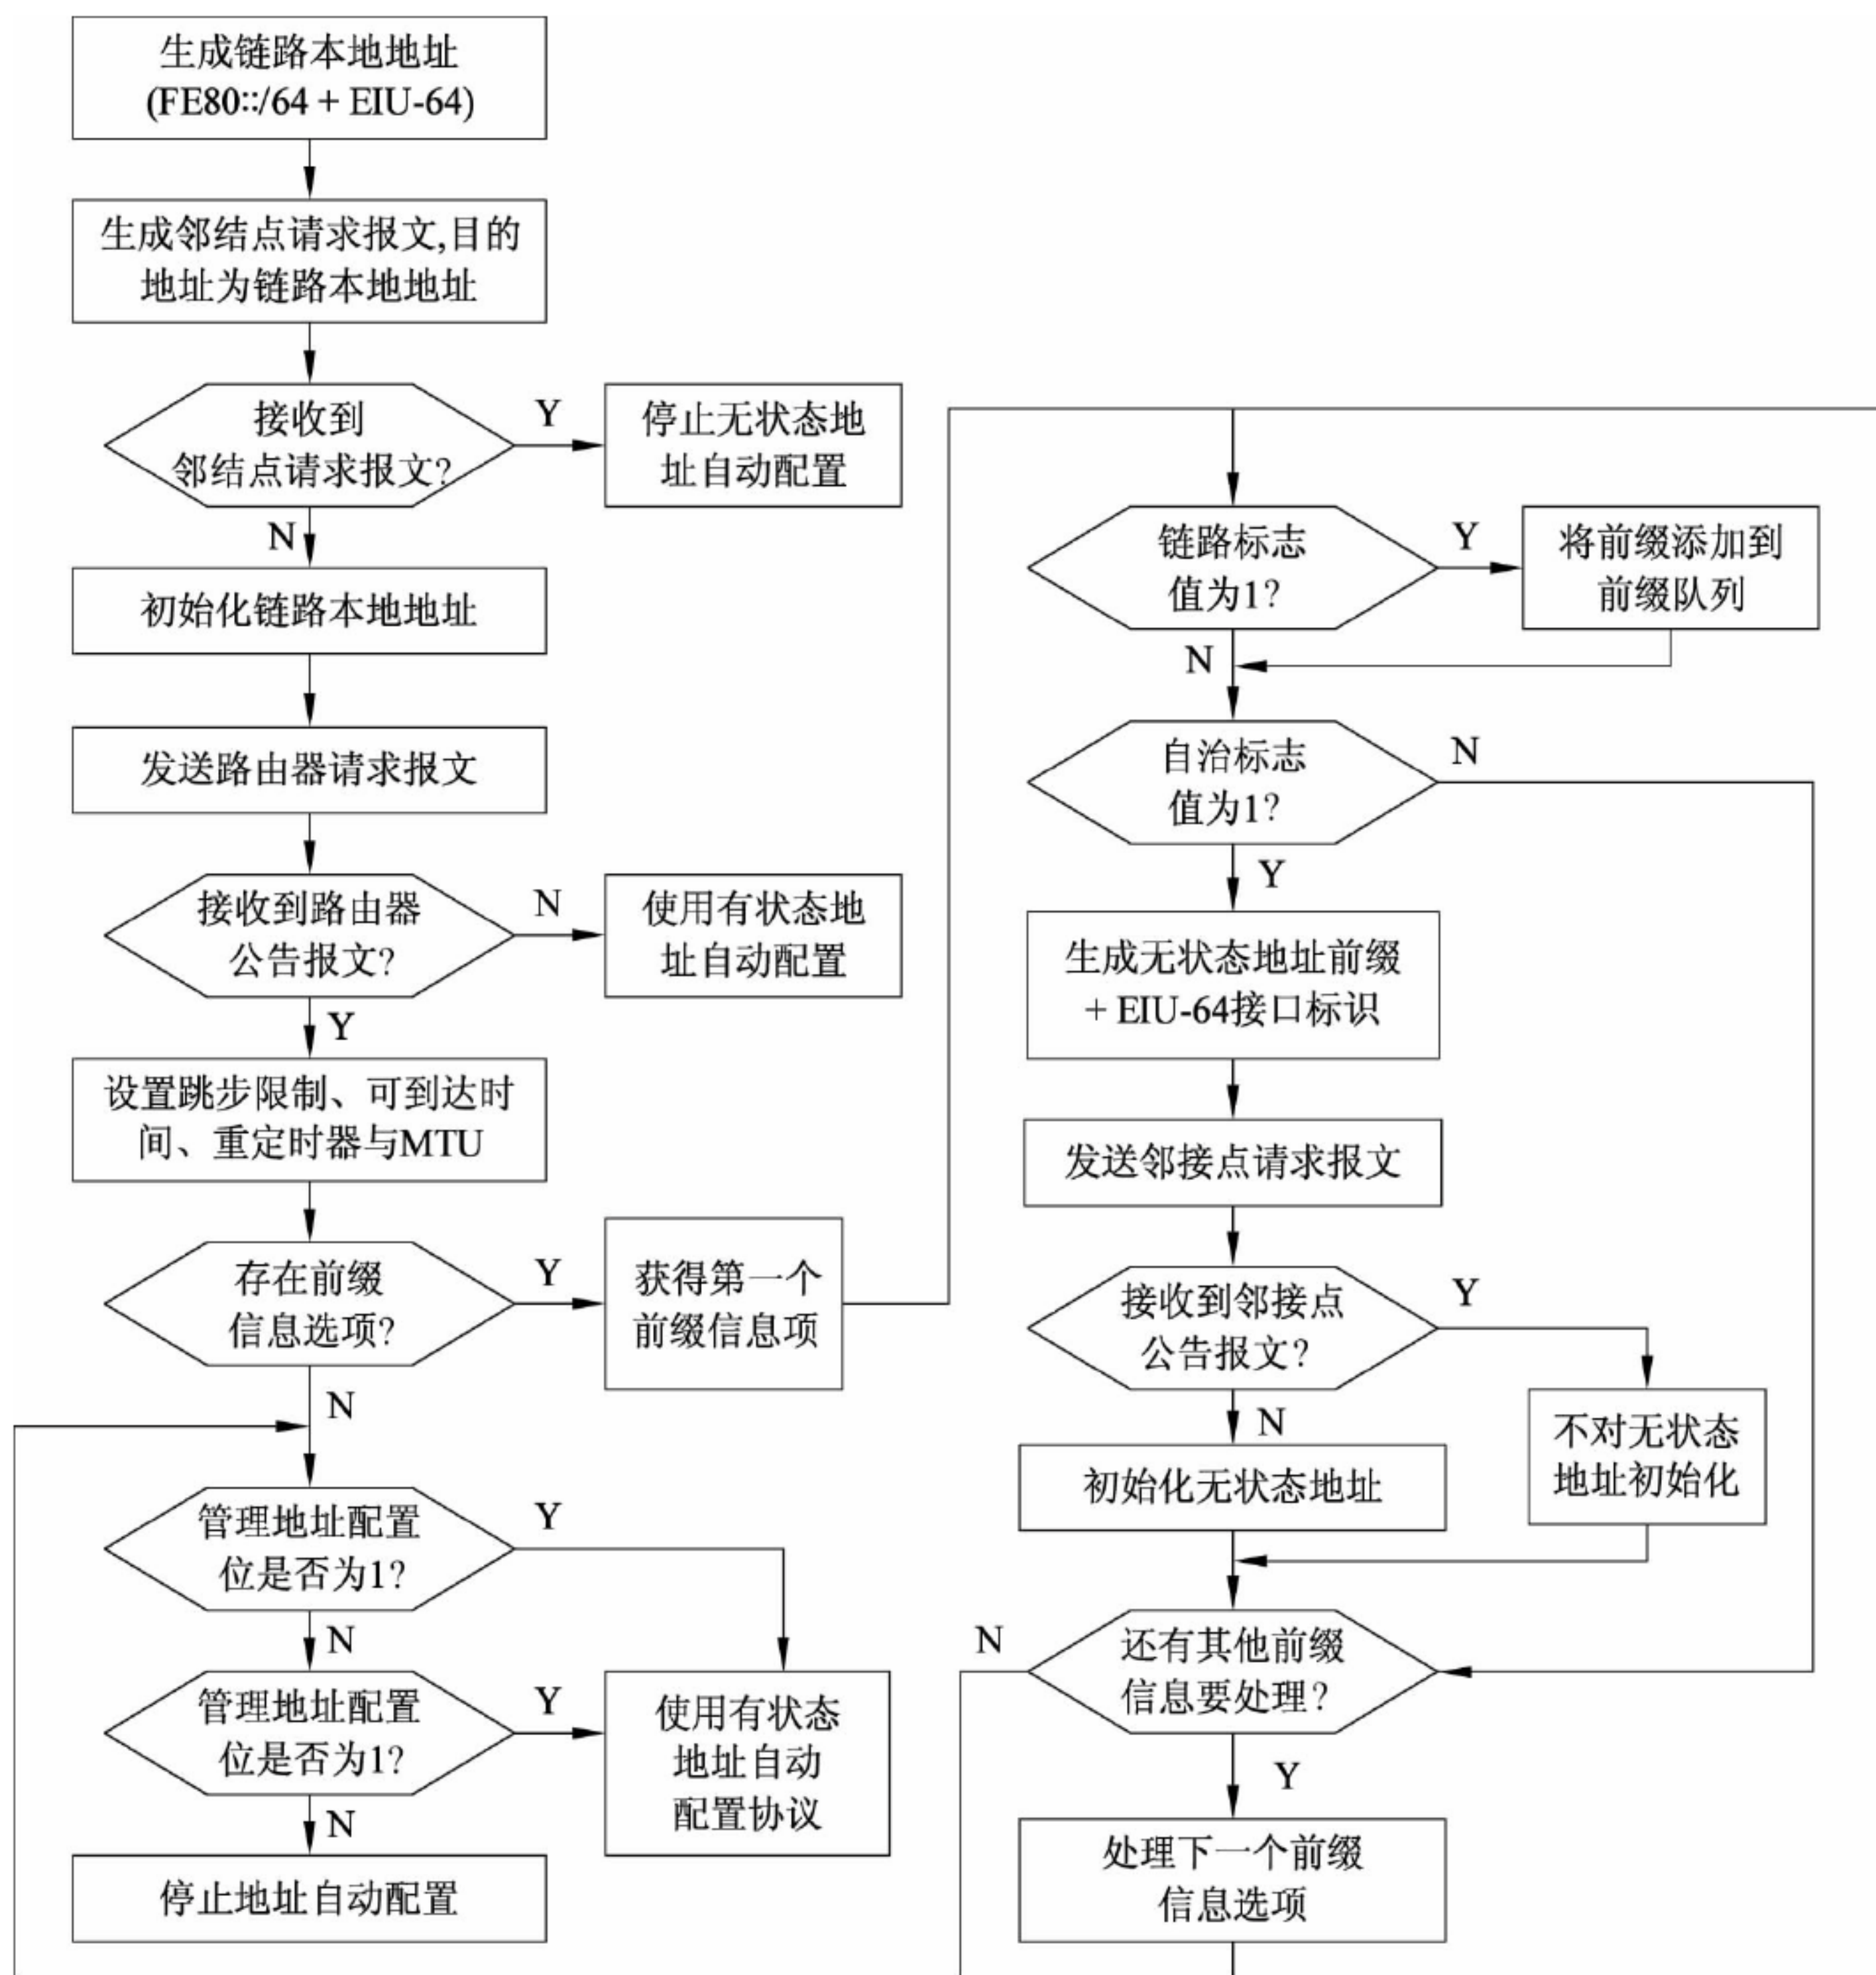 生成链路本地地址
(FE80::/64 + EIU-64)
生成邻结点请求报文,目的
地址为链路本地地址
接收到
邻结点请求报文?
Y
停止无状态地
址自动配置
N
初始化链路本地地址
发送路由器请求报文
接收到路由器
公告报文?
N
使用有状态地
址自动配置
Y
设置跳步限制、可到达时
间、重定时器与MTU
存在前缀
信息选项?
Y
获得第一个
前缀信息项
N
管理地址配置
位是否为1?
Y
N
管理地址配置
位是否为1?
Y
使用有状态
地址自动
配置协议
N
停止地址自动配置
链路标志
值为1?
Y
将前缀添加到
前缀队列
N
自治标志
值为1?
N
Y
生成无状态地址前缀
+ EIU-64接口标识
发送邻接点请求报文
接收到邻接点
公告报文?
Y
N
不对无状态
地址初始化
初始化无状态地址
还有其他前缀
信息要处理?
N
Y
处理下一个前缀
信息选项